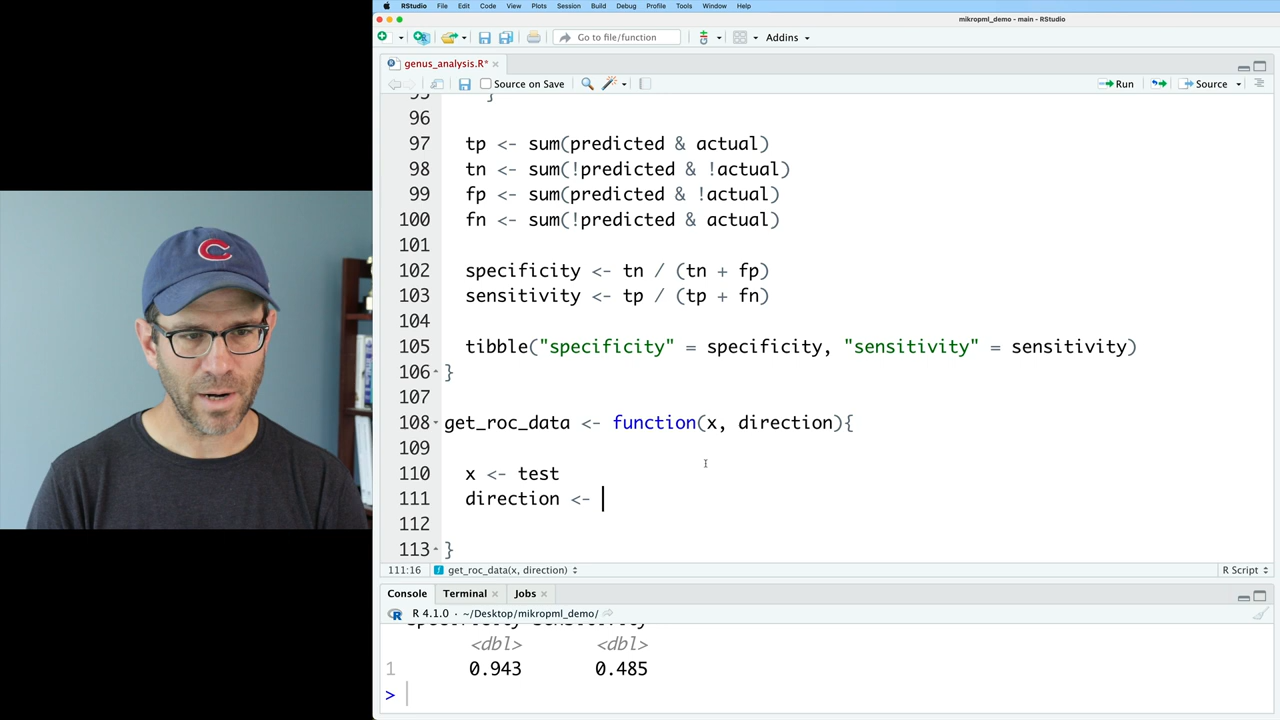 RStudio File Edit Code View Plots Session Build Debug Profile Tools Window Help
mikropml_demo - main - RStudio
Go to file/function Addins
genus_analysis.R*
Source on Save Run Source
95 }
96
97 tp <- sum(predicted & actual)
98 tn <- sum(!predicted & !actual)
99 fp <- sum(predicted & !actual)
100 fn <- sum(!predicted & actual)
101
102 specificity <- tn / (tn + fp)
103 sensitivity <- tp / (tp + fn)
104
105 tibble("specificity" = specificity, "sensitivity" = sensitivity)
106 }
107
108 get_roc_data <- function(x, direction){
109
110 x <- test
111 direction <-
112
113 }
111:16 get_roc_data(x, direction) R Script
Console Terminal Jobs
R 4.1.0 · ~/Desktop/mikropml_demo/
specificity sensitivity
<dbl> <dbl>
1 0.943 0.485
>
C